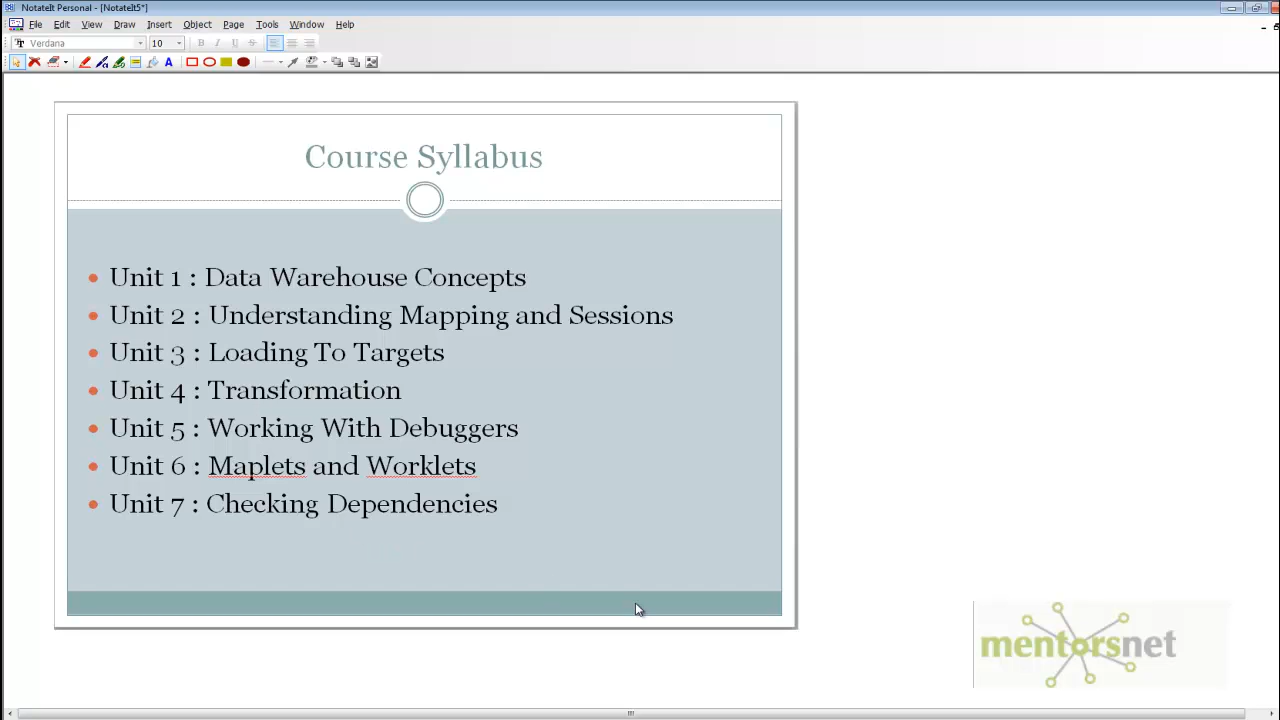 NotateIt Personal - [NotateIt5*]
File Edit View Draw Insert Object Page Tools Window Help
Verdana 10 B I U S
A
Course Syllabus
Unit 1 : Data Warehouse Concepts
Unit 2 : Understanding Mapping and Sessions
Unit 3 : Loading To Targets
Unit 4 : Transformation
Unit 5 : Working With Debuggers
Unit 6 : Maplets and Worklets
Unit 7 : Checking Dependencies
mentorsnet